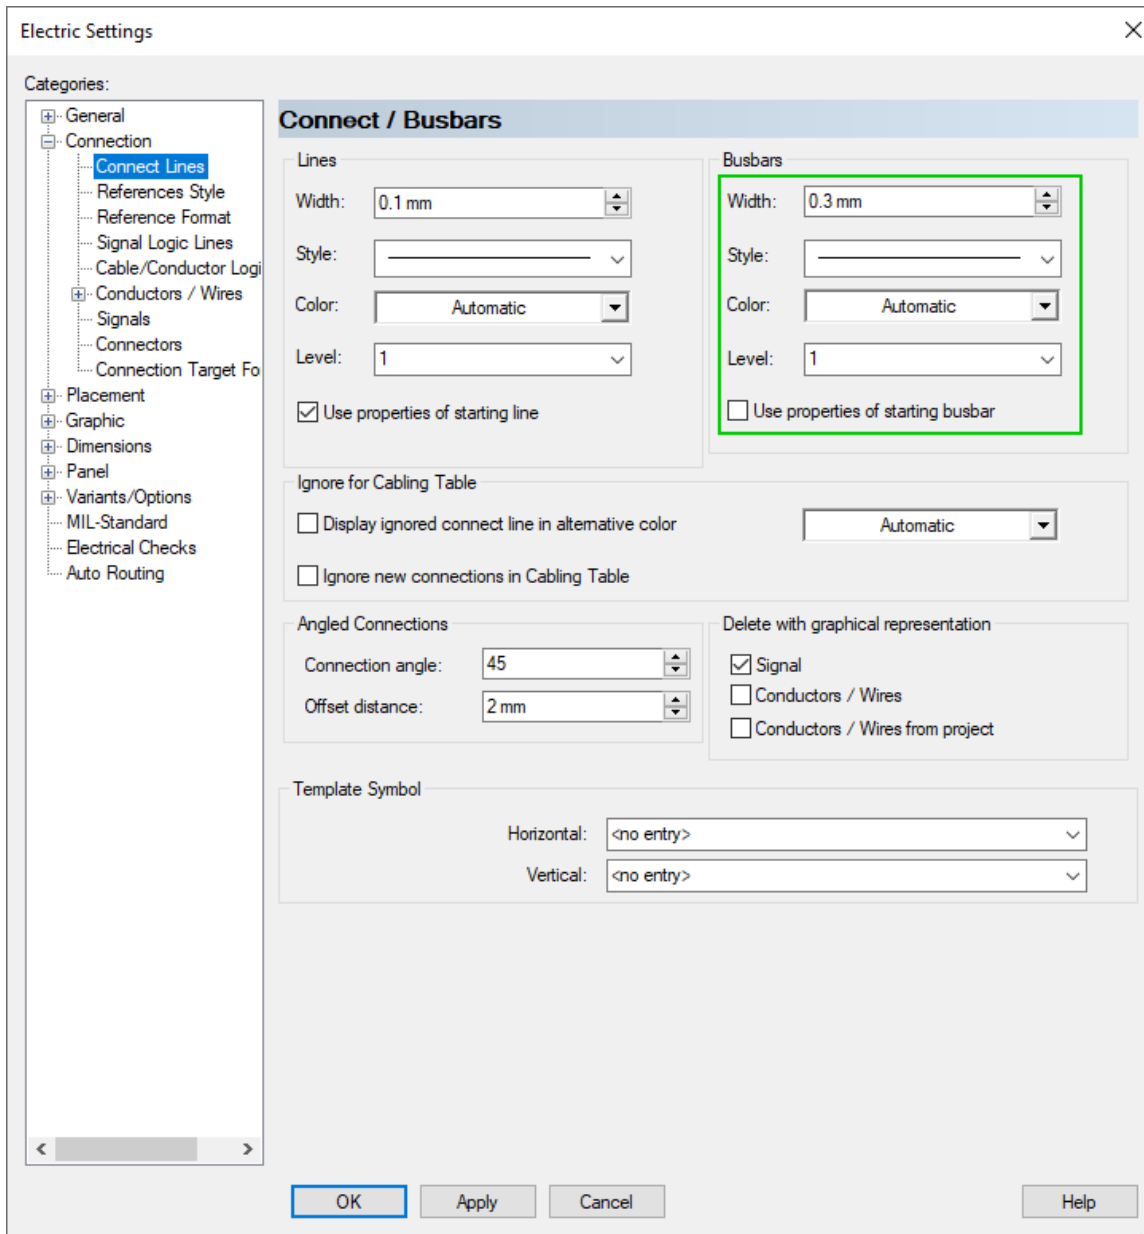 Electric Settings
Categories:
General
Connection
Connect Lines
References Style
Reference Format
Signal Logic Lines
Cable/Conductor Logi
Conductors / Wires
Signals
Connectors
Connection Target Fo
Placement
Graphic
Dimensions
Panel
Variants/Options
MIL-Standard
Electrical Checks
Auto Routing
Connect / Busbars
Lines
Width: 0.1 mm
Style:
Color: Automatic
Level: 1
Use properties of starting line
Busbars
Width: 0.3 mm
Style:
Color: Automatic
Level: 1
Use properties of starting busbar
Ignore for Cabling Table
Display ignored connect line in alternative color Automatic
Ignore new connections in Cabling Table
Angled Connections
Connection angle: 45
Offset distance: 2 mm
Delete with graphical representation
Signal
Conductors / Wires
Conductors / Wires from project
Template Symbol
Horizontal: <no entry>
Vertical: <no entry>
OK Apply Cancel Help